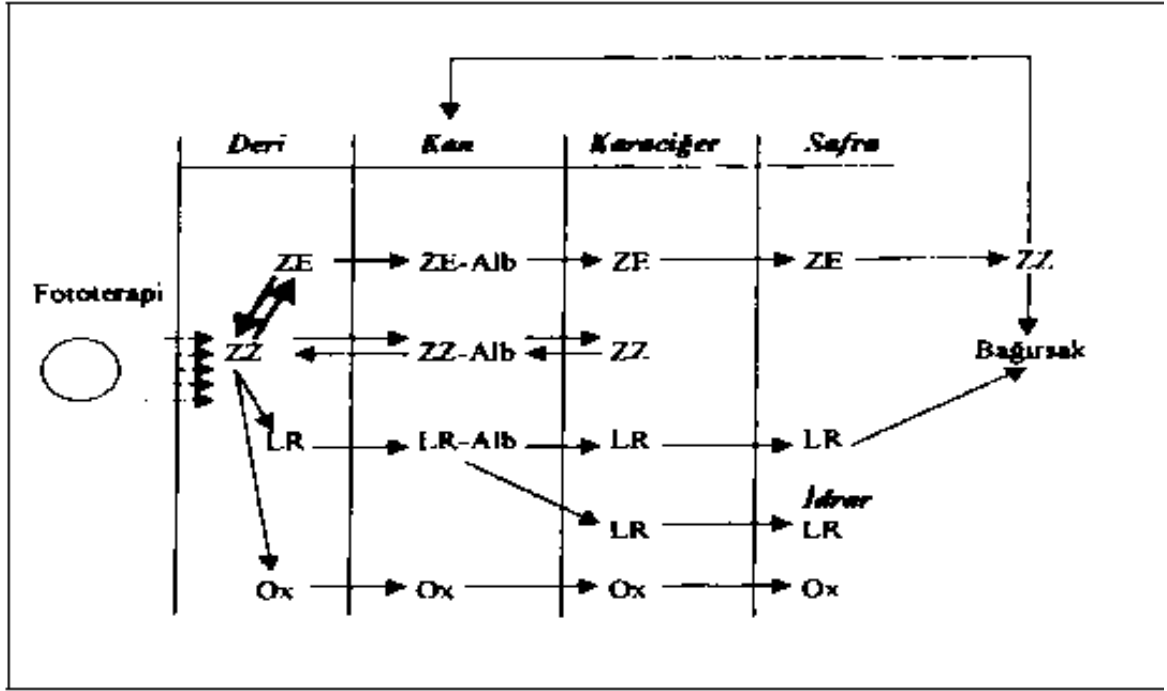 Deri Kan Karaciğer Safra
ZE ZE-Alb ZE ZE ZZ
Fototerapi
ZZ ZZ-Alb ZZ Bağırsak
LR LR-Alb LR LR
İdrar
LR LR
Ox Ox Ox Ox